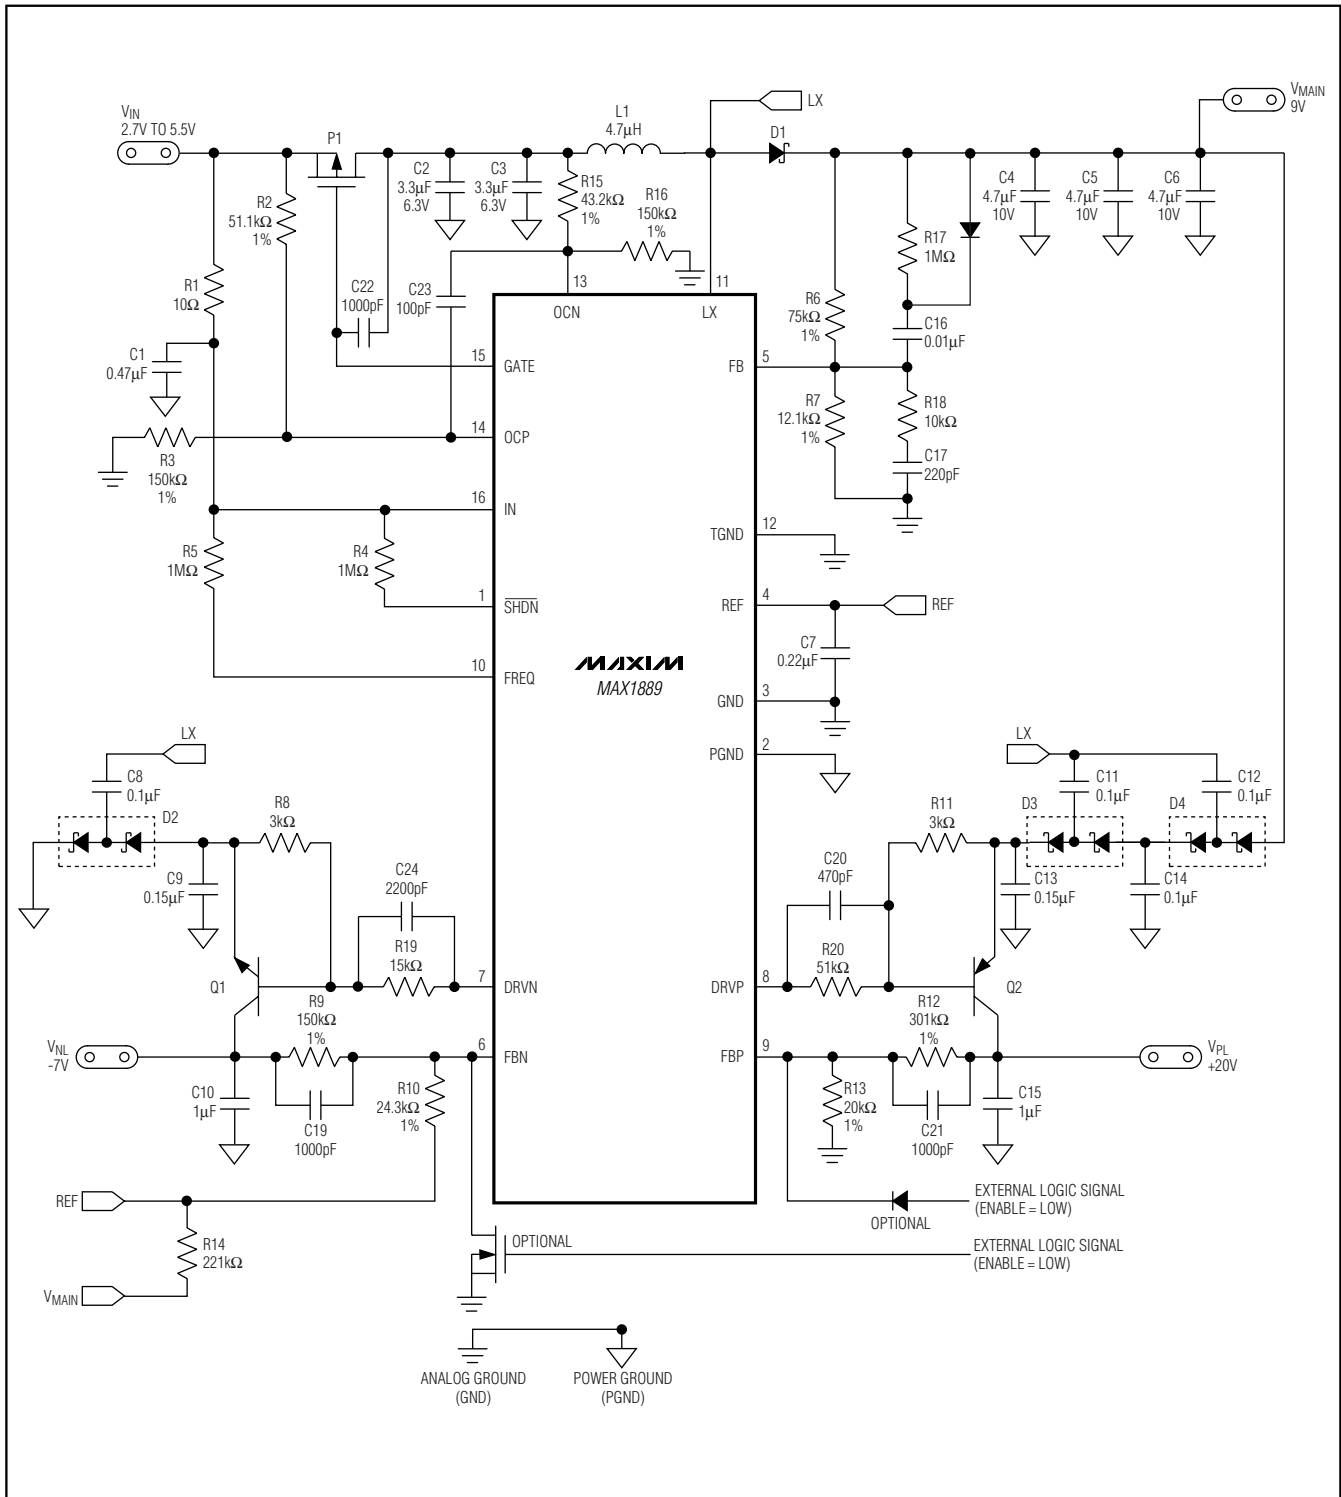 VIN
2.7V TO 5.5V
P1
L1
4.7µH
LX
D1
VMAIN
9V
R2
51.1kΩ
1%
C2
3.3µF
6.3V
C3
3.3µF
6.3V
R15
43.2kΩ
1%
R16
150kΩ
1%
R17
1MΩ
C4
4.7µF
10V
C5
4.7µF
10V
C6
4.7µF
10V
R1
10Ω
C22
1000pF
C23
100pF
13
OCN
11
LX
R6
75kΩ
1%
C16
0.01µF
C1
0.47µF
15
GATE
5
FB
R7
12.1kΩ
1%
R18
10kΩ
C17
220pF
14
OCP
R3
150kΩ
1%
16
IN
12
TGND
R5
1MΩ
R4
1MΩ
1
SHDN
4
REF
REF
C7
0.22µF
MAXIM
MAX1889
10
FREQ
3
GND
2
PGND
LX
C8
0.1µF
D2
R8
3kΩ
C9
0.15µF
C24
2200pF
R19
15kΩ
Q1
7
DRVN
LX
C11
0.1µF
C12
0.1µF
R11
3kΩ
D3
D4
C20
470pF
C13
0.15µF
C14
0.1µF
R20
51kΩ
8
DRVP
Q2
VNL
-7V
R9
150kΩ
1%
6
FBN
C10
1µF
C19
1000pF
R10
24.3kΩ
1%
9
FBP
R12
301kΩ
1%
R13
20kΩ
1%
C21
1000pF
C15
1µF
VPL
+20V
REF
R14
221kΩ
VMAIN
OPTIONAL
EXTERNAL LOGIC SIGNAL
(ENABLE = LOW)
OPTIONAL
EXTERNAL LOGIC SIGNAL
(ENABLE = LOW)
ANALOG GROUND
(GND)
POWER GROUND
(PGND)